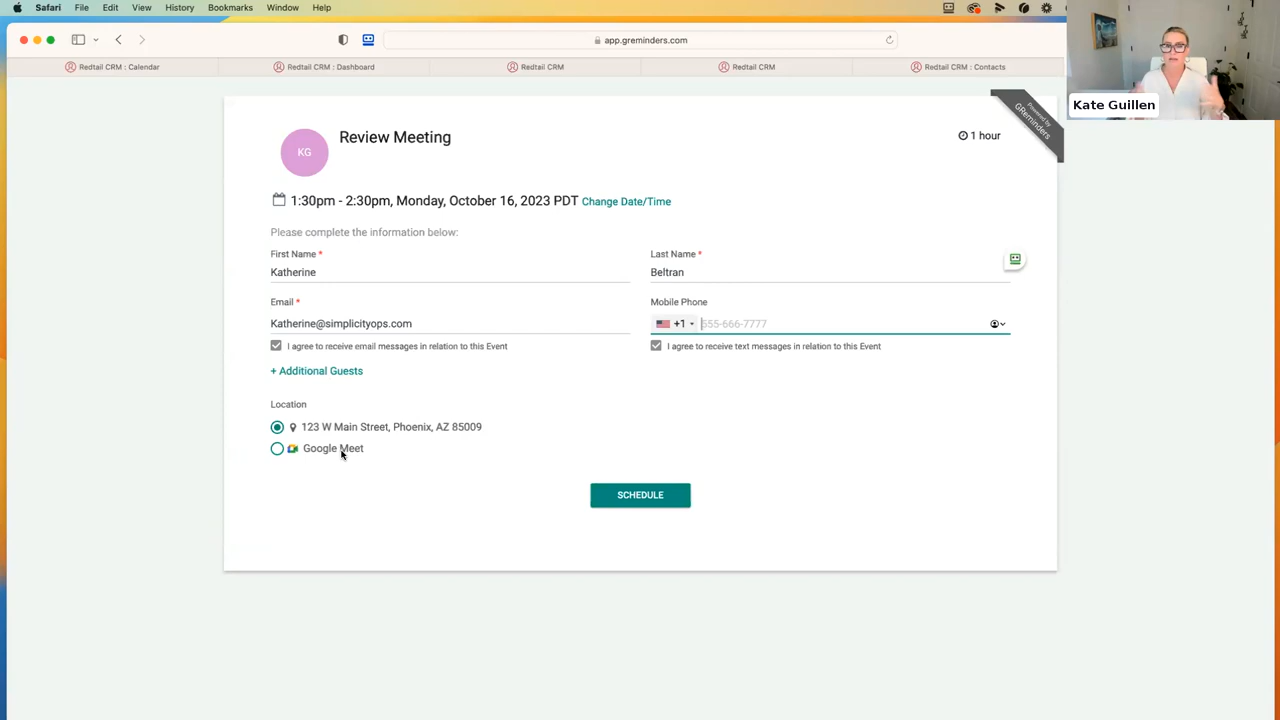 Safari File Edit View History Bookmarks Window Help
app.greminders.com
Redtail CRM : Calendar
Redtail CRM : Dashboard
Redtail CRM
Redtail CRM
Redtail CRM : Contacts
Kate Guillen
Powered by
GReminders
KG
Review Meeting
1 hour
1:30pm - 2:30pm, Monday, October 16, 2023 PDT Change Date/Time
Please complete the information below:
First Name *
Last Name *
Katherine
Beltran
Email *
Mobile Phone
Katherine@simplicityops.com
+1 555-666-7777
I agree to receive email messages in relation to this Event
I agree to receive text messages in relation to this Event
+ Additional Guests
Location
123 W Main Street, Phoenix, AZ 85009
Google Meet
SCHEDULE